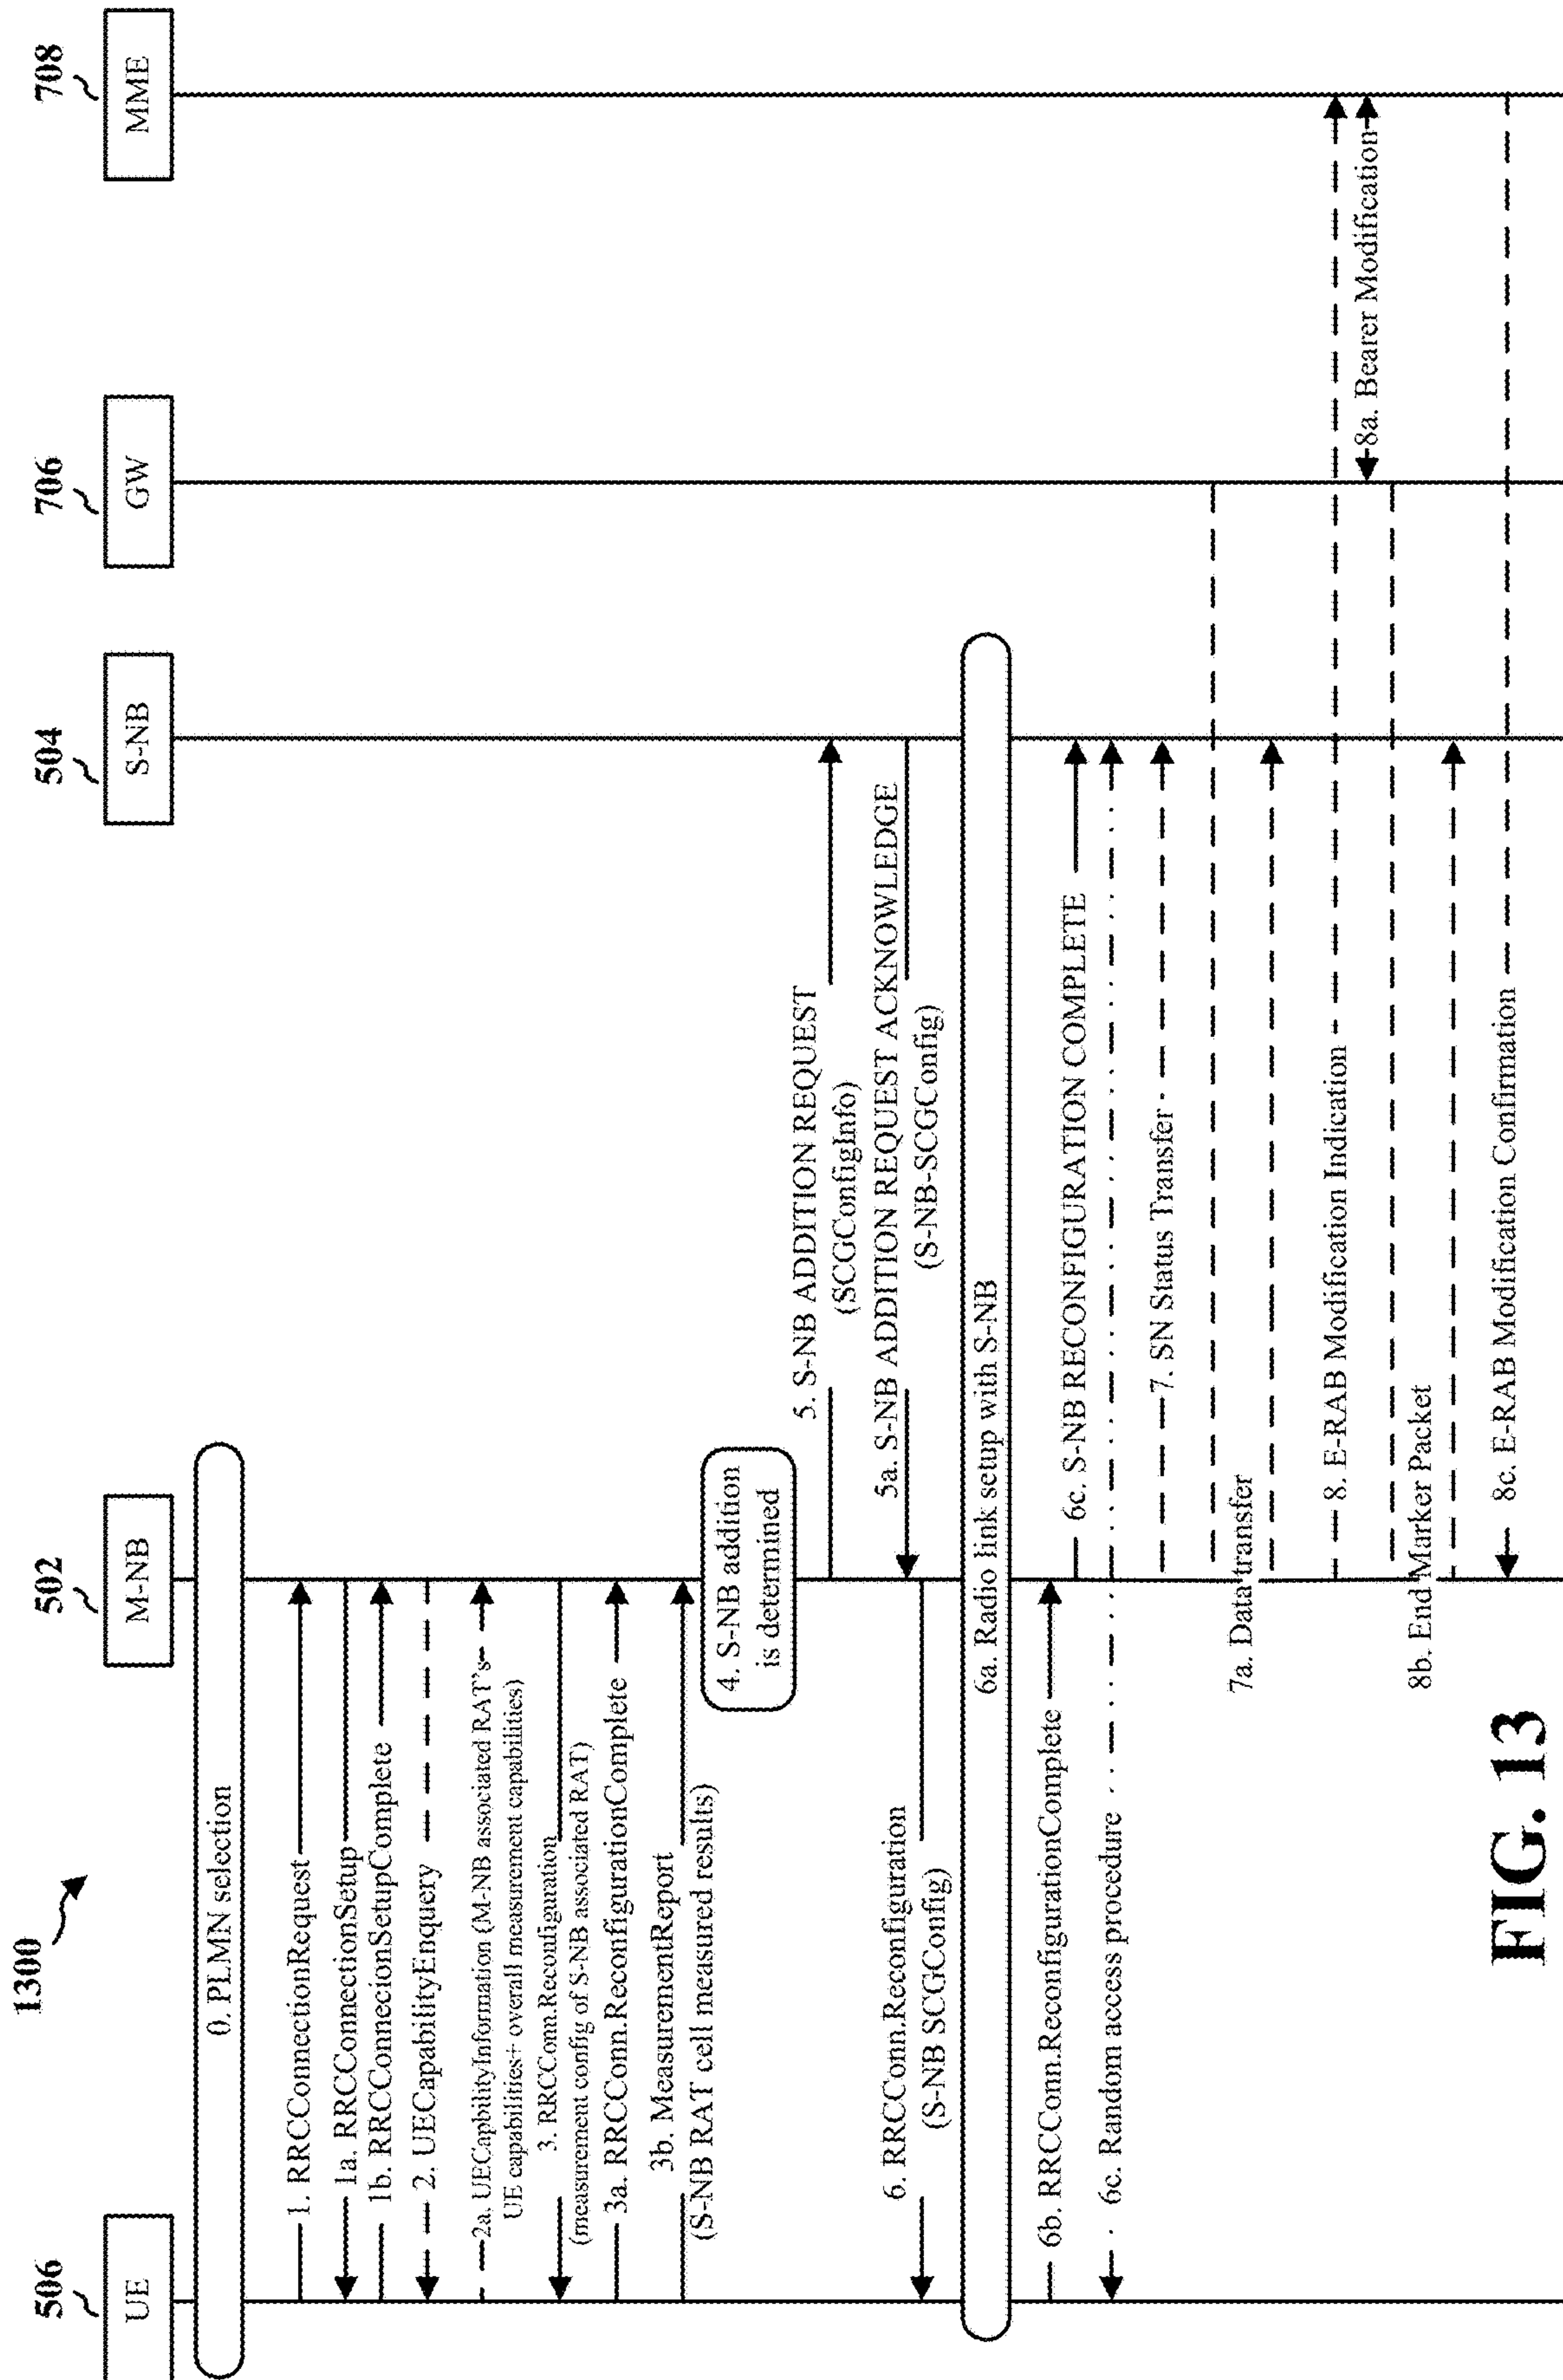 1300
506
502
504
706
708
UE
M-NB
S-NB
GW
MME
0. PLMN selection
1. RRCConnectionRequest
1a. RRCConnectionSetup
1b. RRCConnecionSetupComplete
2. UECapabilityEnquery
2a. UECapbilityInformation (M-NB associated RAT's
UE capabilities+ overall measurement capabilities)
3. RRCConn.Reconfiguration
(measurement config of S-NB associated RAT)
3a. RRCConn.ReconfigurationComplete
3b. MeasurementReport
(S-NB RAT cell measured results)
4. S-NB addition
is determined
5. S-NB ADDITION REQUEST
(SCGConfigInfo)
5a. S-NB ADDITION REQUEST ACKNOWLEDGE
(S-NB-SCGConfig)
6. RRCConn.Reconfiguration
(S-NB SCGConfig)
6a. Radio link setup with S-NB
6b. RRCConn.ReconfigurationComplete
6c. S-NB RECONFIGURATION COMPLETE
6c. Random access procedure
7. SN Status Transfer
7a. Data transfer
8. E-RAB Modification Indication
8a. Bearer Modification
8b. End Marker Packet
8c. E-RAB Modification Confirmation
FIG. 13